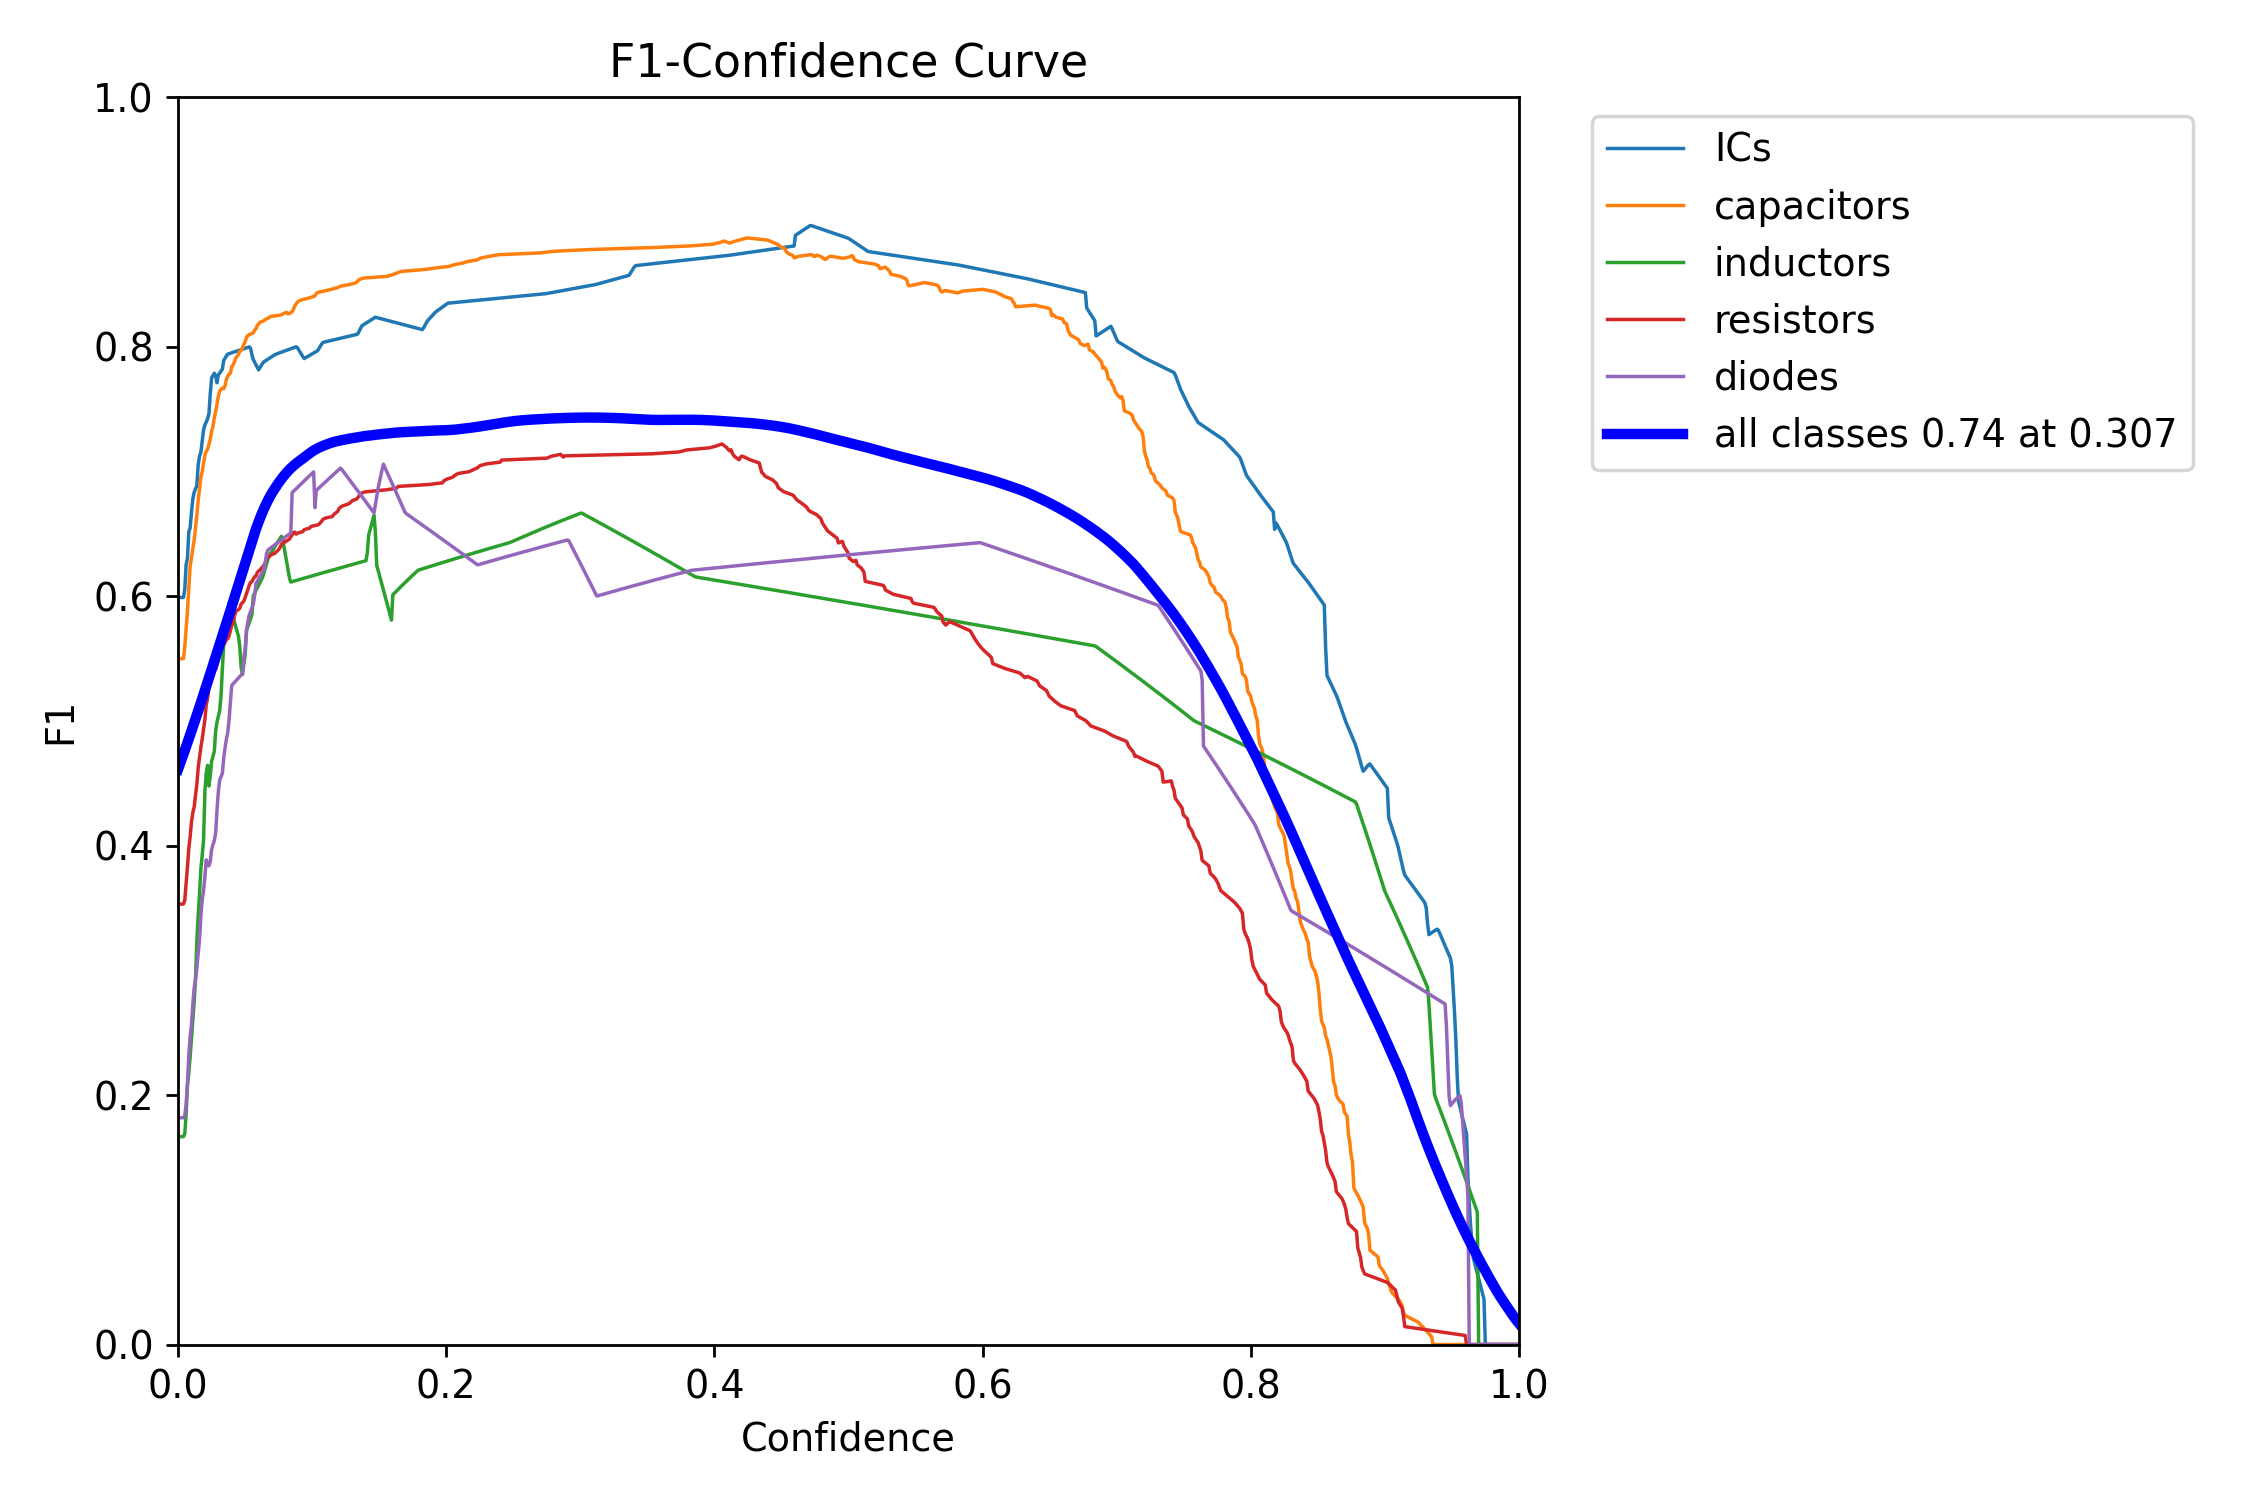 F1-Confidence Curve
1.0
0.8
0.6
0.4
0.2
0.0
F1
0.0 0.2 0.4 0.6 0.8 1.0
Confidence
ICs
capacitors
inductors
resistors
diodes
all classes 0.74 at 0.307